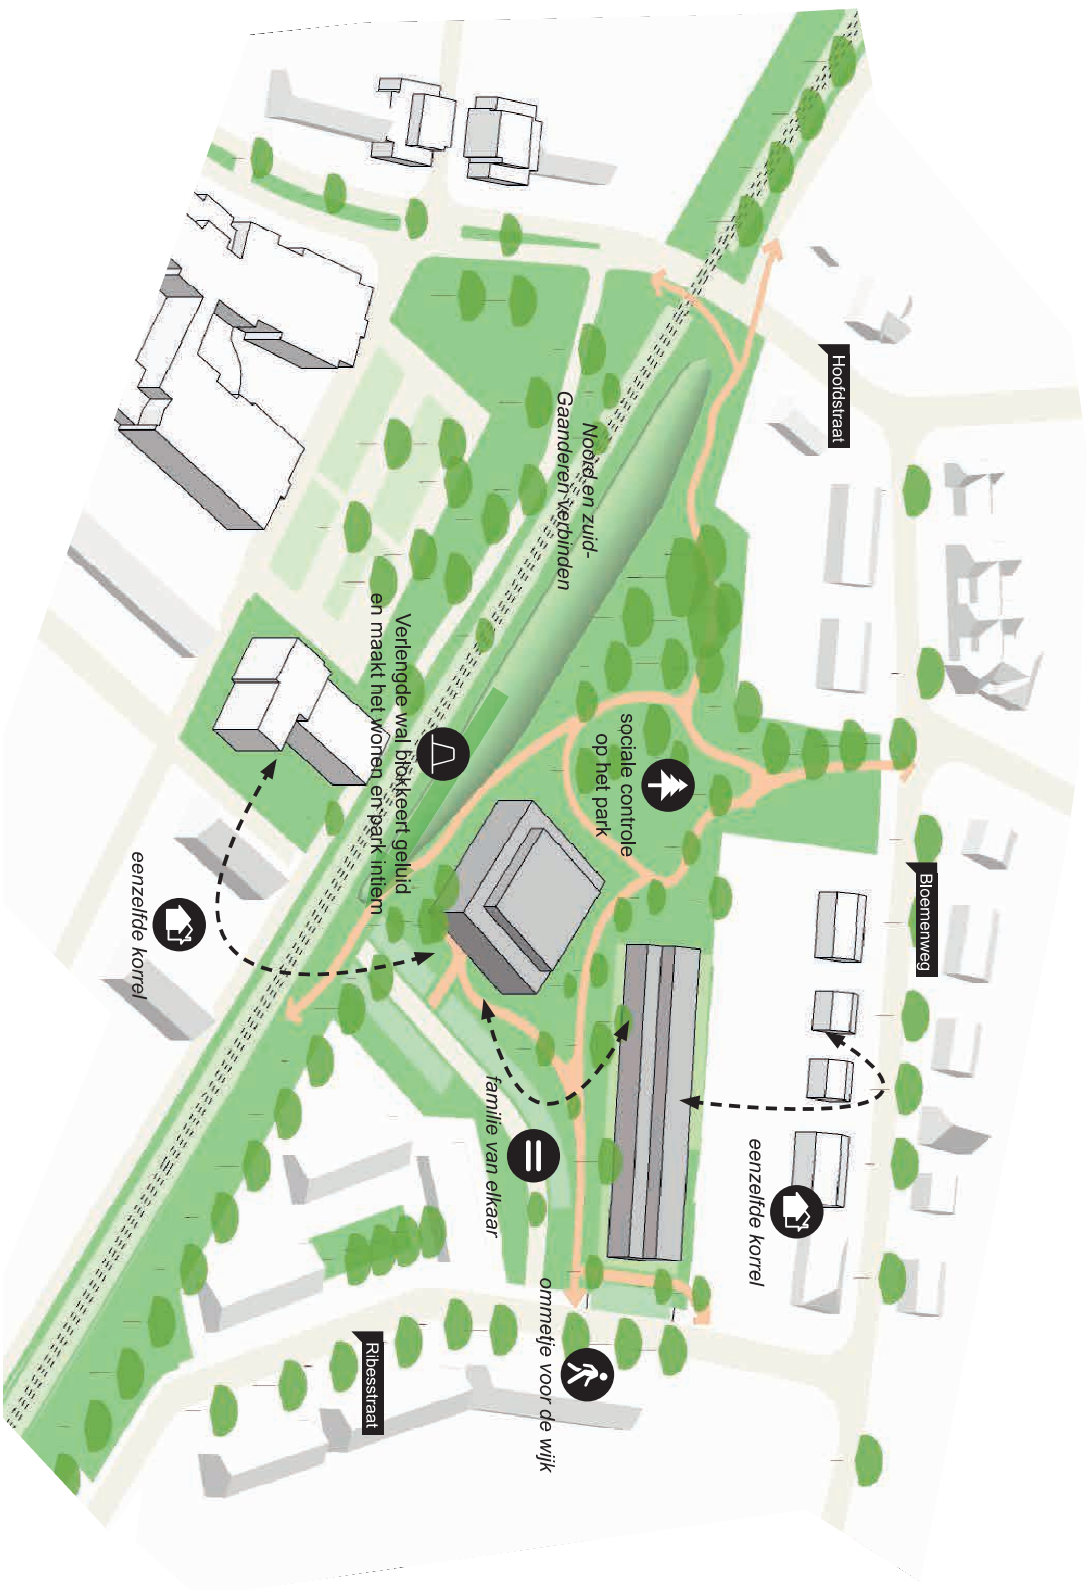 Hoofdstraat
Bloemenweg
Noord en zuid-
Gaanderen verbinden
sociale controle
op het park
Verlengde wal blokkeert geluid
en maakt het wonen en park intiem
eenzelfde korrel
eenzelfde korrel
familie van elkaar
ommetje voor de wijk
Ribesstraat